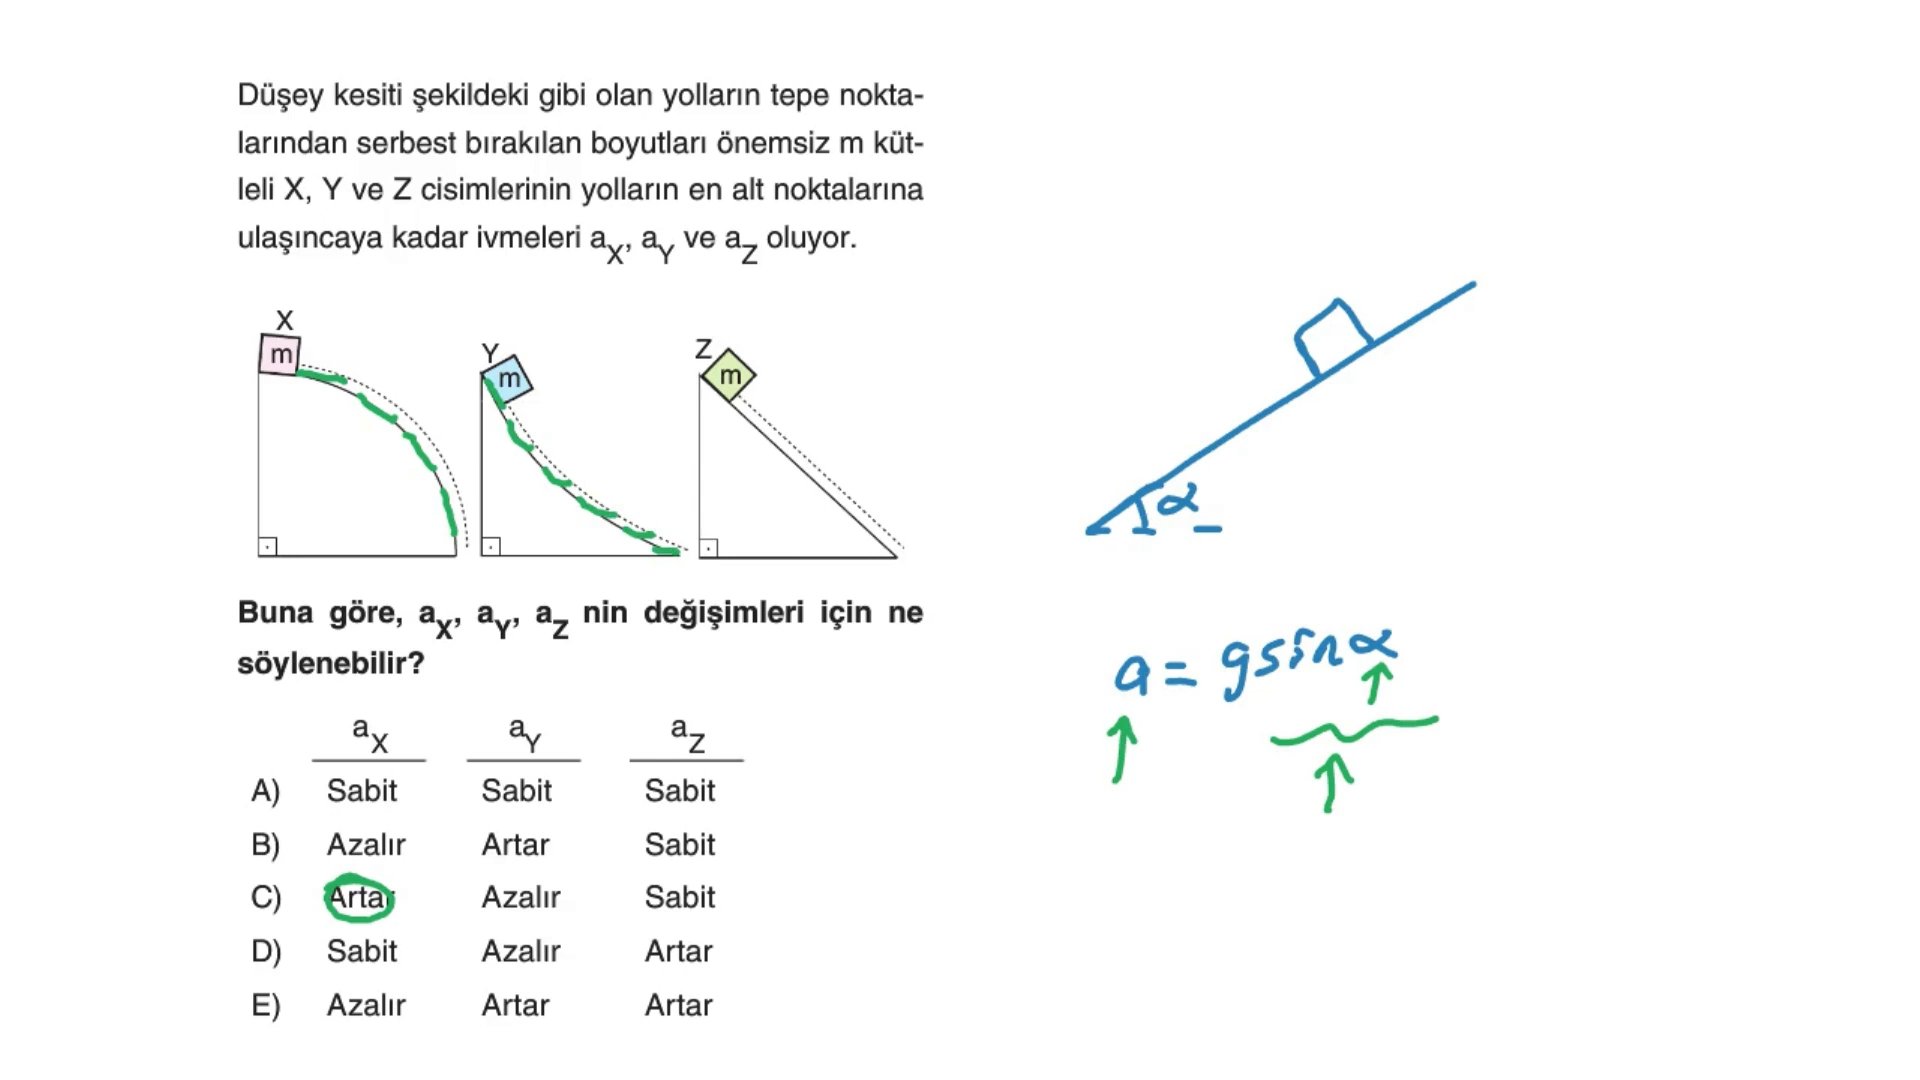 Düşey kesiti şekildeki gibi olan yolların tepe nokta-
larından serbest bırakılan boyutları önemsiz m küt-
leli X, Y ve Z cisimlerinin yolların en alt noktalarına
ulaşıncaya kadar ivmeleri aX, aY ve aZ oluyor.
X
m
Y
m
Z
m
α
Buna göre, aX, aY, aZ nin değişimleri için ne
söylenebilir?
a = gsinα
aX aY aZ
A) Sabit Sabit Sabit
B) Azalır Artar Sabit
C) Artar Azalır Sabit
D) Sabit Azalır Artar
E) Azalır Artar Artar